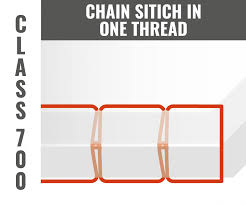 CHAIN SITICH IN
ONE THREAD
CLASS 700